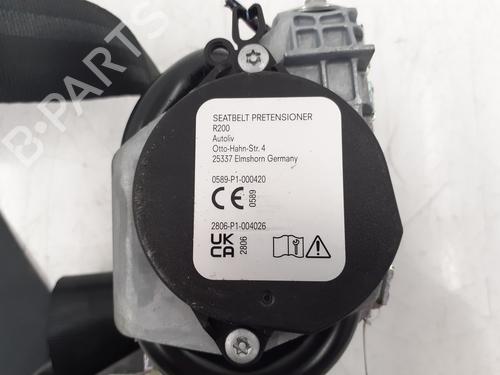 SEATBELT PRETENSIONER
R200
Autoliv
Otto-Hahn-Str. 4
25337 Elmshorn Germany
0589-P1-000420
CE 0589
2806-P1-004026
UK
CA 2806
B-PARTS